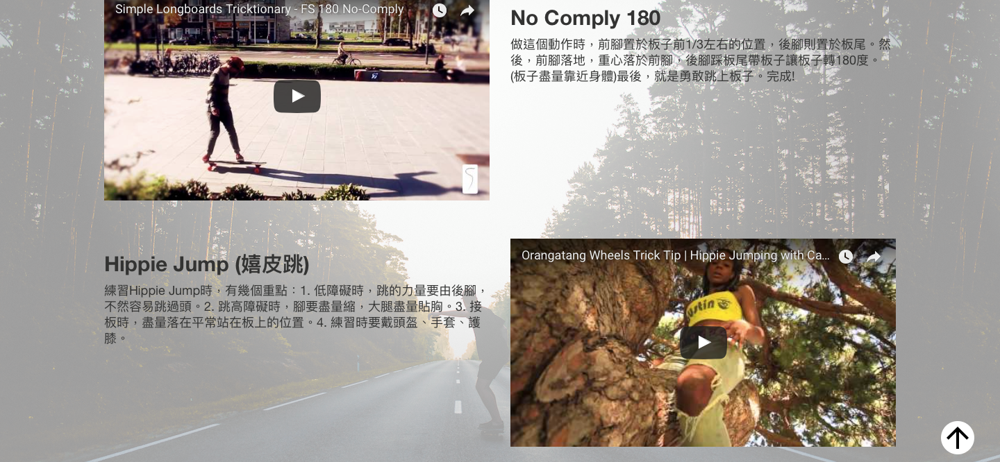 Simple Longboards Tricktionary - FS 180 No-Comply
No Comply 180
做這個動作時，前腳置於板子前1/3左右的位置，後腳則置於板尾。然
後，前腳落地，重心落於前腳，後腳踩板尾帶板子讓板子轉180度。
(板子盡量靠近身體)最後，就是勇敢跳上板子。完成!
Hippie Jump (嬉皮跳)
練習Hippie Jump時，有幾個重點：1. 低障礙時，跳的力量要由後腳，
不然容易跳過頭。2. 跳高障礙時，腳要盡量縮，大腿盡量貼胸。3. 接
板時，盡量落在平常站在板上的位置。4. 練習時要戴頭盔、手套、護
膝。
Orangatang Wheels Trick Tip | Hippie Jumping with Ca...
ustin